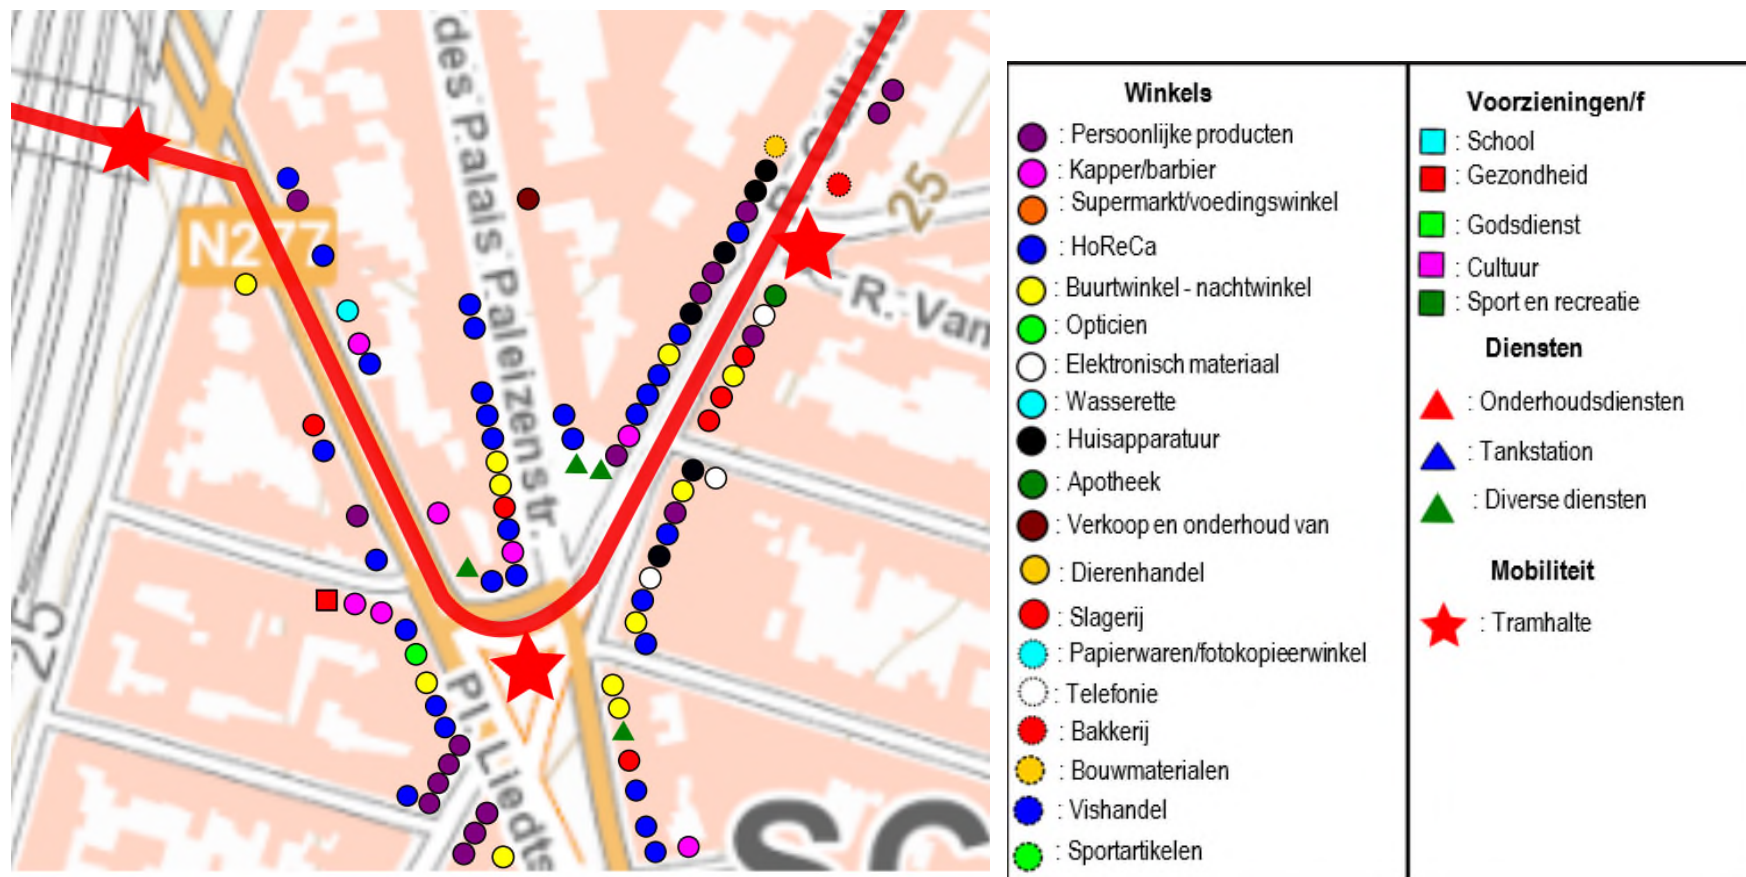 des Palais Paleizenstr.
N277
25
R. Van
25
Pl. Liedts
SC
Winkels
: Persoonlijke producten
: Kapper/barbier
: Supermarkt/voedingswinkel
: HoReCa
: Buurtwinkel - nachtwinkel
: Opticien
: Elektronisch materiaal
: Wasserette
: Huisapparatuur
: Apotheek
: Verkoop en onderhoud van
: Dierenhandel
: Slagerij
: Papierwaren/fotokopieerwinkel
: Telefonie
: Bakkerij
: Bouwmaterialen
: Vishandel
: Sportartikelen
Voorzieningen/f
: School
: Gezondheid
: Godsdienst
: Cultuur
: Sport en recreatie
Diensten
: Onderhoudsdiensten
: Tankstation
: Diverse diensten
Mobiliteit
: Tramhalte